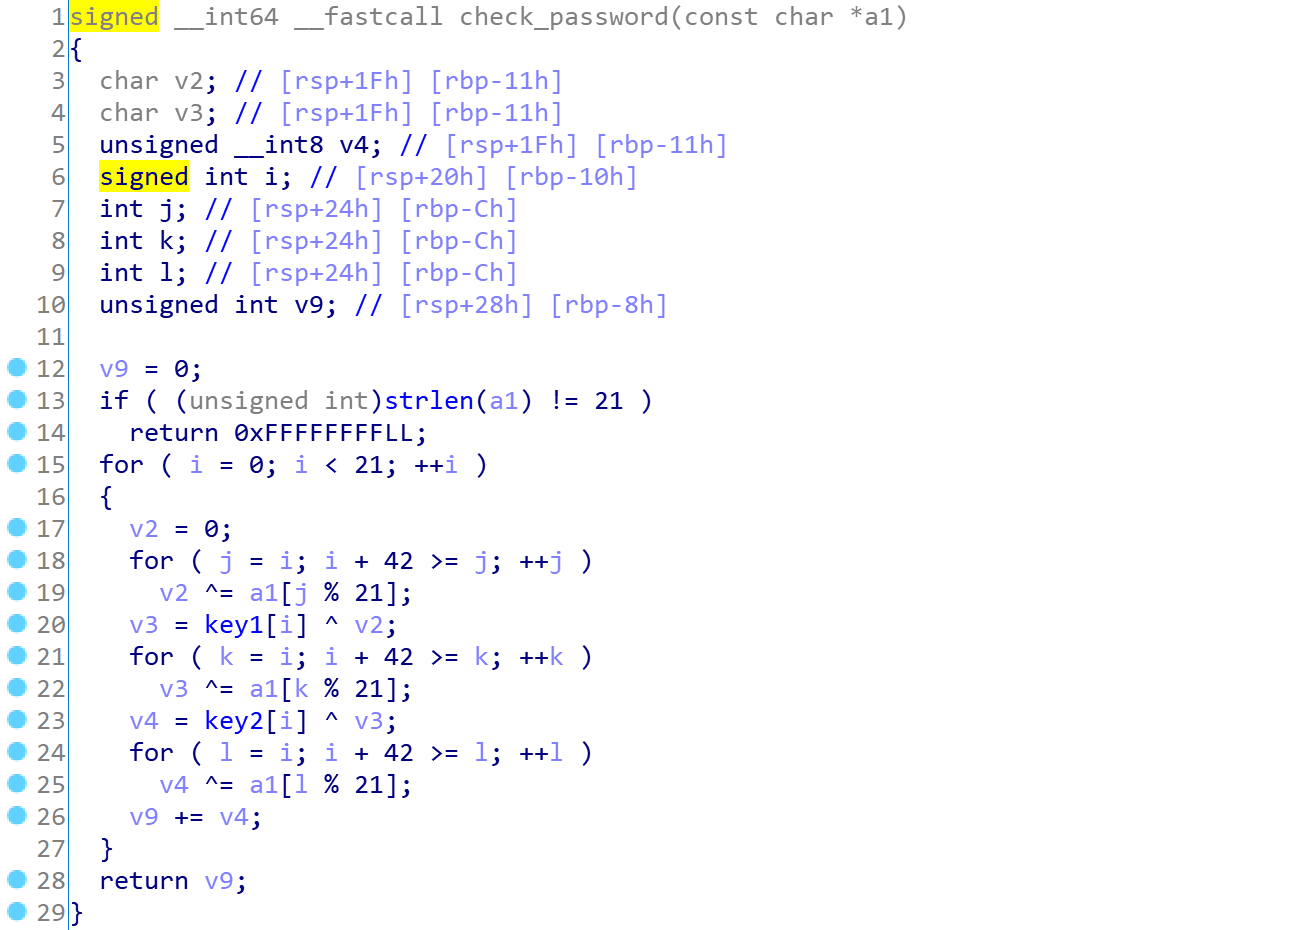 1 signed __int64 __fastcall check_password(const char *a1)
2 {
3   char v2; // [rsp+1Fh] [rbp-11h]
4   char v3; // [rsp+1Fh] [rbp-11h]
5   unsigned __int8 v4; // [rsp+1Fh] [rbp-11h]
6   signed int i; // [rsp+20h] [rbp-10h]
7   int j; // [rsp+24h] [rbp-Ch]
8   int k; // [rsp+24h] [rbp-Ch]
9   int l; // [rsp+24h] [rbp-Ch]
10   unsigned int v9; // [rsp+28h] [rbp-8h]
11
12   v9 = 0;
13   if ( (unsigned int)strlen(a1) != 21 )
14     return 0xFFFFFFFFLL;
15   for ( i = 0; i < 21; ++i )
16   {
17     v2 = 0;
18     for ( j = i; i + 42 >= j; ++j )
19       v2 ^= a1[j % 21];
20     v3 = key1[i] ^ v2;
21     for ( k = i; i + 42 >= k; ++k )
22       v3 ^= a1[k % 21];
23     v4 = key2[i] ^ v3;
24     for ( l = i; i + 42 >= l; ++l )
25       v4 ^= a1[l % 21];
26     v9 += v4;
27   }
28   return v9;
29 }